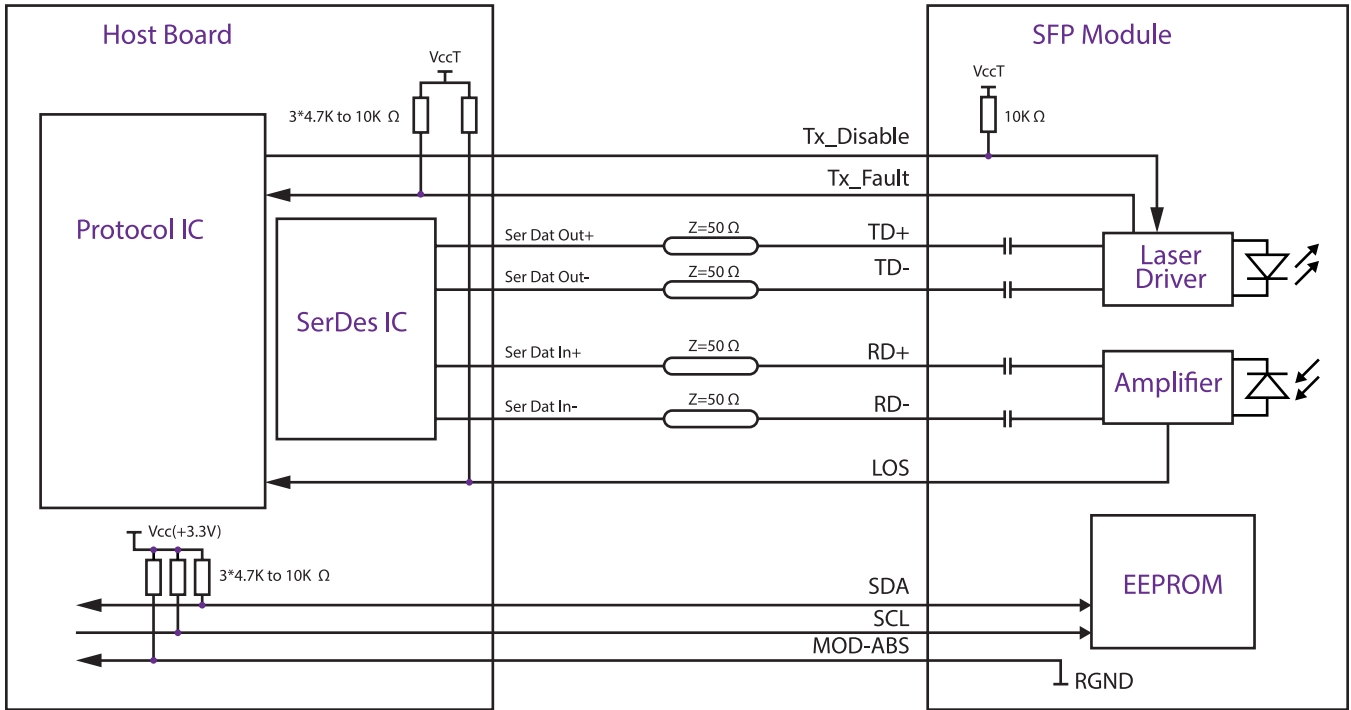 Host Board
SFP Module
VccT
VccT
3*4.7K to 10K Ω
10K Ω
Tx_Disable
Tx_Fault
Protocol IC
Ser Dat Out+
Z=50 Ω
TD+
Laser
Driver
Ser Dat Out-
Z=50 Ω
TD-
SerDes IC
Ser Dat In+
Z=50 Ω
RD+
Amplifier
Ser Dat In-
Z=50 Ω
RD-
LOS
Vcc(+3.3V)
3*4.7K to 10K Ω
SDA
EEPROM
SCL
MOD-ABS
RGND